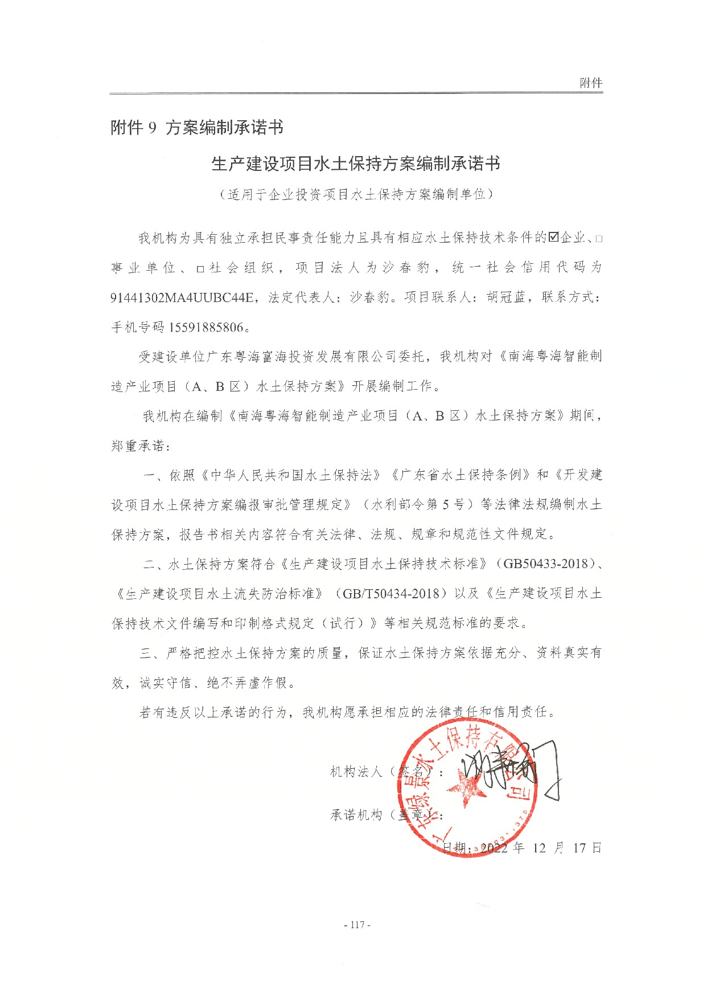 附件
附件 9 方案编制承诺书
生产建设项目水土保持方案编制承诺书
（适用于企业投资项目水土保持方案编制单位）
我机构为具有独立承担民事责任能力且具有相应水土保持技术条件的☑企业、□
事业单位、□社会组织，项目法人为沙春豹，统一社会信用代码为
91441302MA4UUBC44E，法定代表人：沙春豹。项目联系人：胡冠蓝，联系方式：
手机号码 15591885806。
受建设单位广东粤海富海投资发展有限公司委托，我机构对《南海粤海智能制
造产业项目（A、B 区）水土保持方案》开展编制工作。
我机构在编制《南海粤海智能制造产业项目（A、B 区）水土保持方案》期间，
郑重承诺：
一、依照《中华人民共和国水土保持法》《广东省水土保持条例》和《开发建
设项目水土保持方案编报审批管理规定》（水利部令第 5 号）等法律法规编制水土
保持方案，报告书相关内容符合有关法律、法规、规章和规范性文件规定。
二、水土保持方案符合《生产建设项目水土保持技术标准》（GB50433-2018）、
《生产建设项目水土流失防治标准》（GB/T50434-2018）以及《生产建设项目水土
保持技术文件编写和印制格式规定（试行）》等相关规范标准的要求。
三、严格把控水土保持方案的质量，保证水土保持方案依据充分、资料真实有
效，诚实守信、绝不弄虚作假。
若有违反以上承诺的行为，我机构愿承担相应的法律责任和信用责任。
广东绿景水土保持有限公司
机构法人（签名）：
承诺机构（盖章）：
日期：2022 年 12 月 17 日
- 117 -